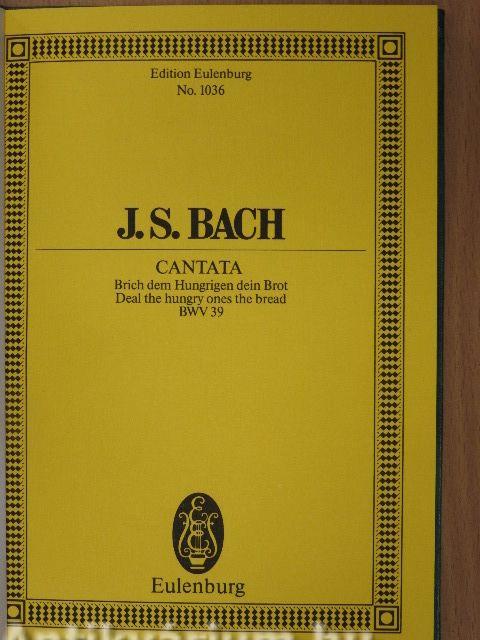 Edition Eulenburg
No. 1036
J. S. BACH
CANTATA
Brich dem Hungrigen dein Brot
Deal the hungry ones the bread
BWV 39
Eulenburg